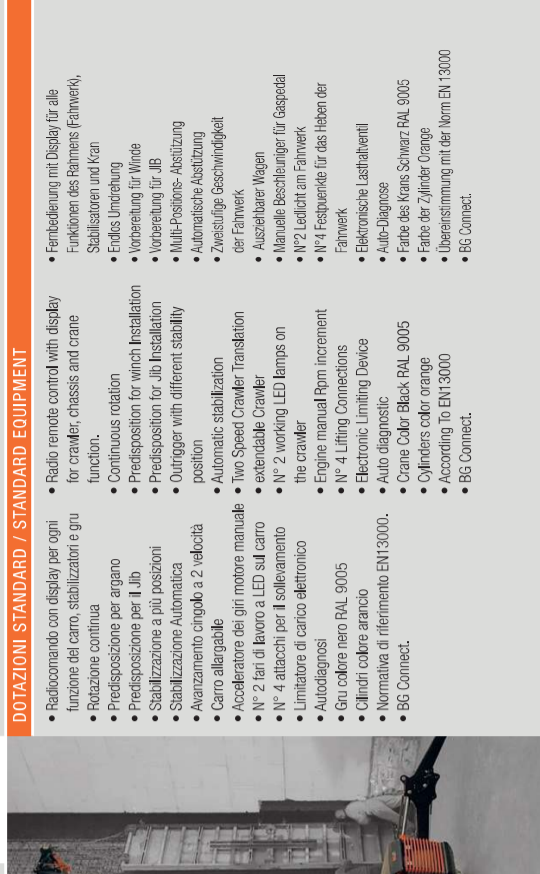 DOTAZIONI STANDARD / STANDARD EQUIPMENT
• Radiocomando con display per ogni
funzione del carro, stabilizzatori e gru
• Rotazione continua
• Predisposizione per argano
• Predisposizione per il Jib
• Stabilizzazione a più posizioni
• Stabilizzazione Automatica
• Avanzamento cingolo a 2 velocità
• Carro allargabile
• Acceleratore dei giri motore manuale
• N° 2 fari di lavoro a LED sul carro
• N° 4 attacchi per il sollevamento
• Limitatore di carico elettronico
• Autodiagnosi
• Gru colore nero RAL 9005
• Cilindri colore arancio
• Normativa di riferimento EN13000.
• BG Connect.
• Radio remote control with display
for crawler, chassis and crane
function.
• Continuous rotation
• Predisposition for winch Installation
• Predisposition for Jib Installation
• Outrigger with different stability
position
• Automatic stabilization
• Two Speed Crawler Translation
• extendable Crawler
• N° 2 working LED lamps on
the crawler
• Engine manual Rpm increment
• N° 4 Lifting Connections
• Electronic Limiting Device
• Auto diagnostic
• Crane Color Black RAL 9005
• Cylinders color orange
• According To EN13000
• BG Connect.
• Fernbedienung mit Display für alle
Funktionen des Rahmens (Fahrwerk),
Stabilisatoren und Kran
• Endlos Umdrehung
• Vorbereitung für Winde
• Vorbereitung für JIB
• Multi-Positions- Abstützung
Automatische Abstützung
• Zweistufige Geschwindigkeit
der Fahrwerk
• Ausziehbarer Wagen
• Manuelle Beschleuniger für Gaspedal
• N°2 Ledlicht am Fahrwerk
• N°4 Festpuenkte für das Heben der
Fahrwerk
• Elektronische Lasthaltventil
• Auto-Diagnose
• Farbe des Krans Schwarz RAL 9005
• Farbe der Zylinder Orange
• Übereinstimmung mit der Norm EN 13000
• BG Connect.